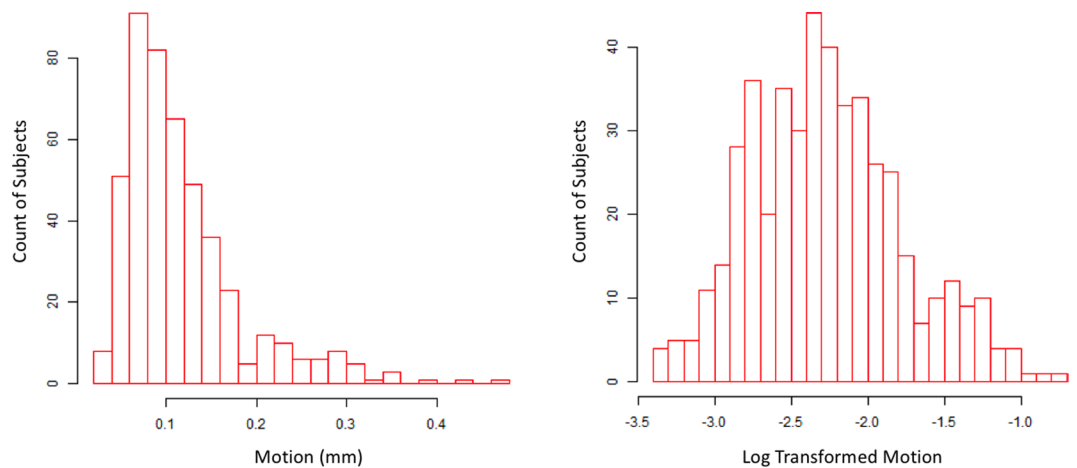 Count of Subjects
80
60
40
20
0
0.1 0.2 0.3 0.4
Motion (mm)
Count of Subjects
40
30
20
10
0
-3.5 -3.0 -2.5 -2.0 -1.5 -1.0
Log Transformed Motion